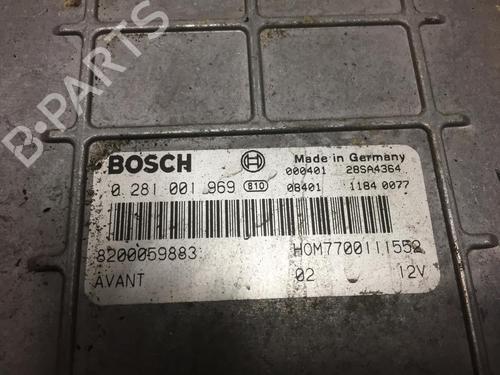 B-PARTS
BOSCH Made in Germany
000401 28SA4364
0 281 001 969 810 08401 1184 0077
8200059883 HOM7700111552
AVANT 02 12V